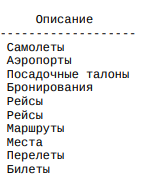 Описание
-------------------
Самолеты
Аэропорты
Посадочные талоны
Бронирования
Рейсы
Рейсы
Маршруты
Места
Перелеты
Билеты